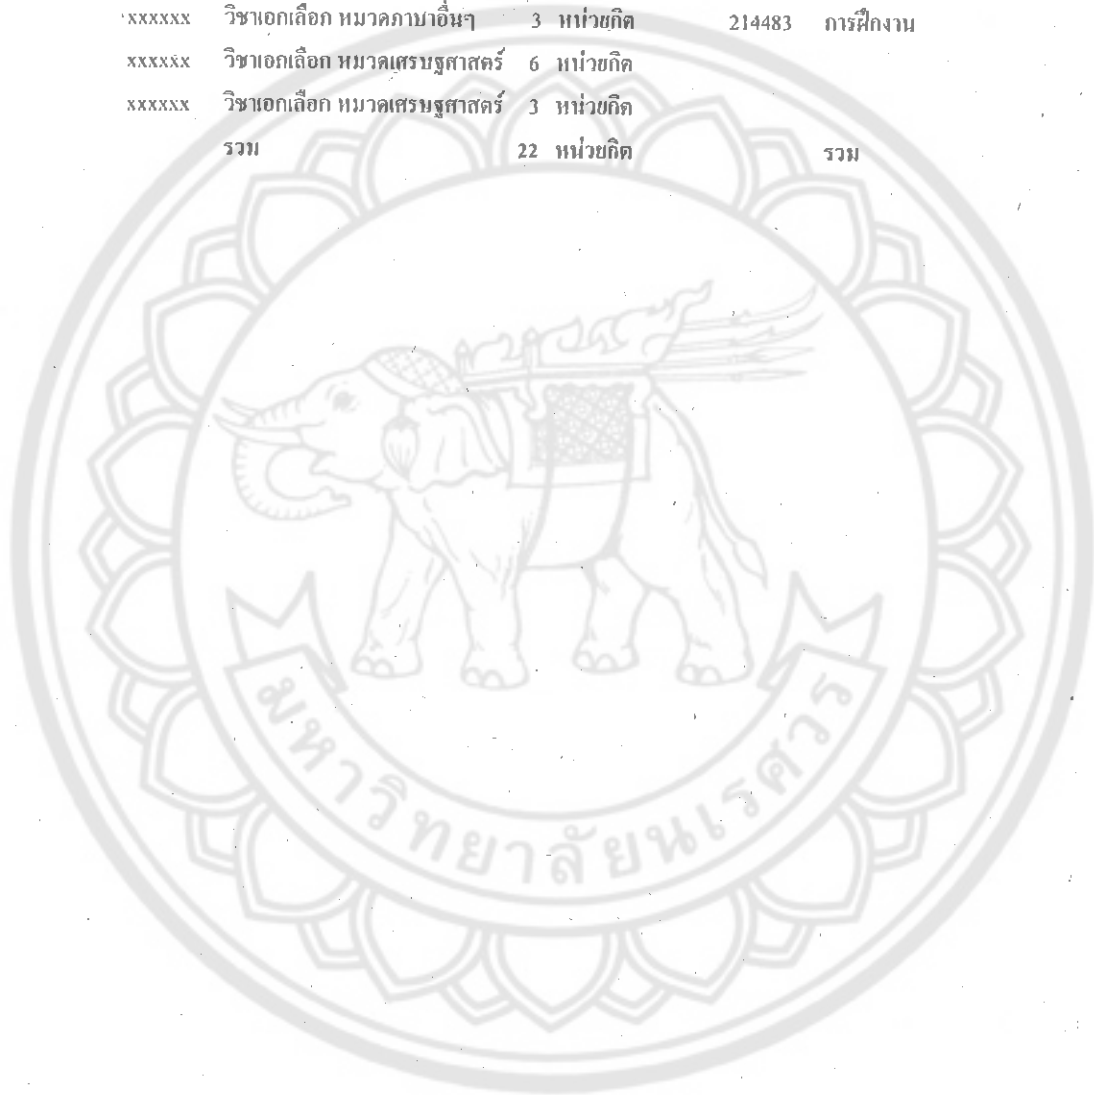 xxxxxx วิชาเอกเลือก หมวดภาษาอื่นๆ 3 หน่วยกิต 214483 การฝึกงาน
xxxxxx วิชาเอกเลือก หมวดเศรษฐศาสตร์ 6 หน่วยกิต
xxxxxx วิชาเอกเลือก หมวดเศรษฐศาสตร์ 3 หน่วยกิต
รวม 22 หน่วยกิต รวม
มหาวิทยาลัยนเรศวร